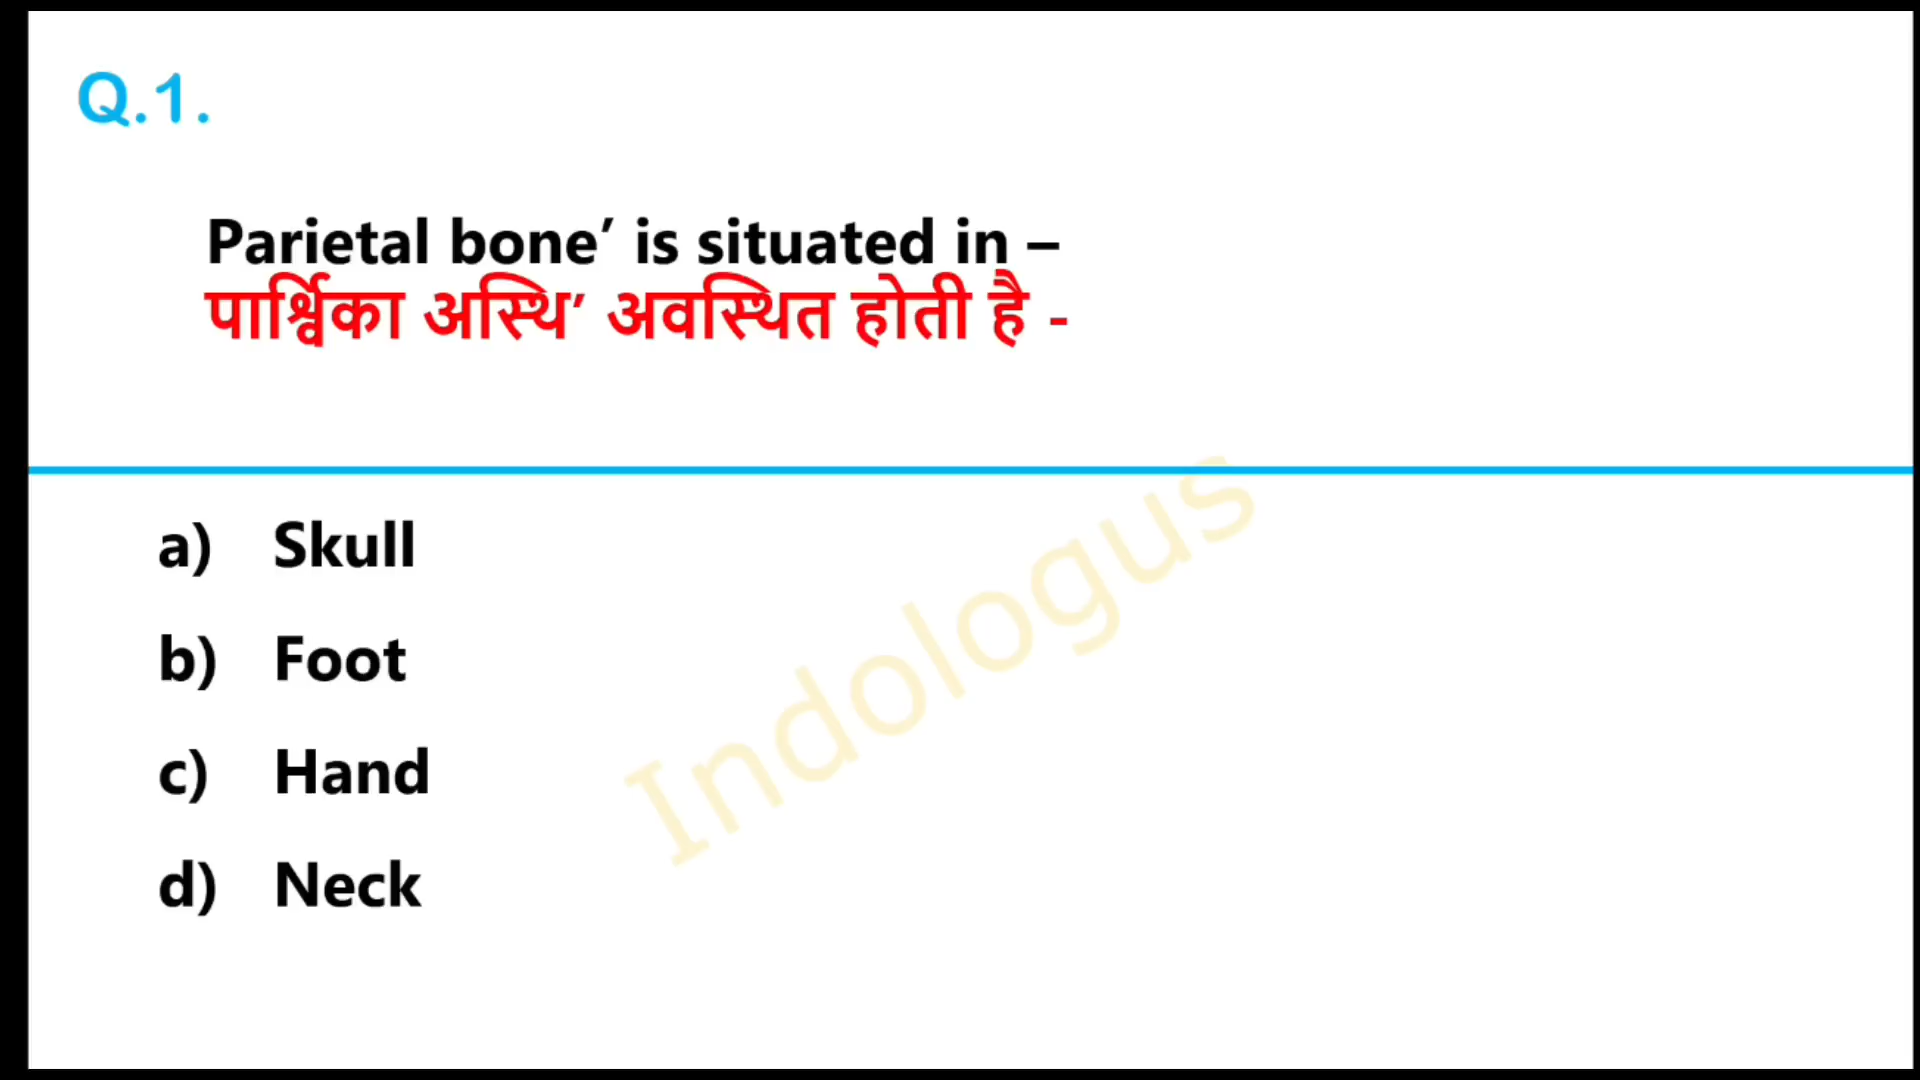 Q.1.
Parietal bone’ is situated in –
पार्श्विका अस्थि’ अवस्थित होती है -
a) Skull
b) Foot
c) Hand
d) Neck
Indologus